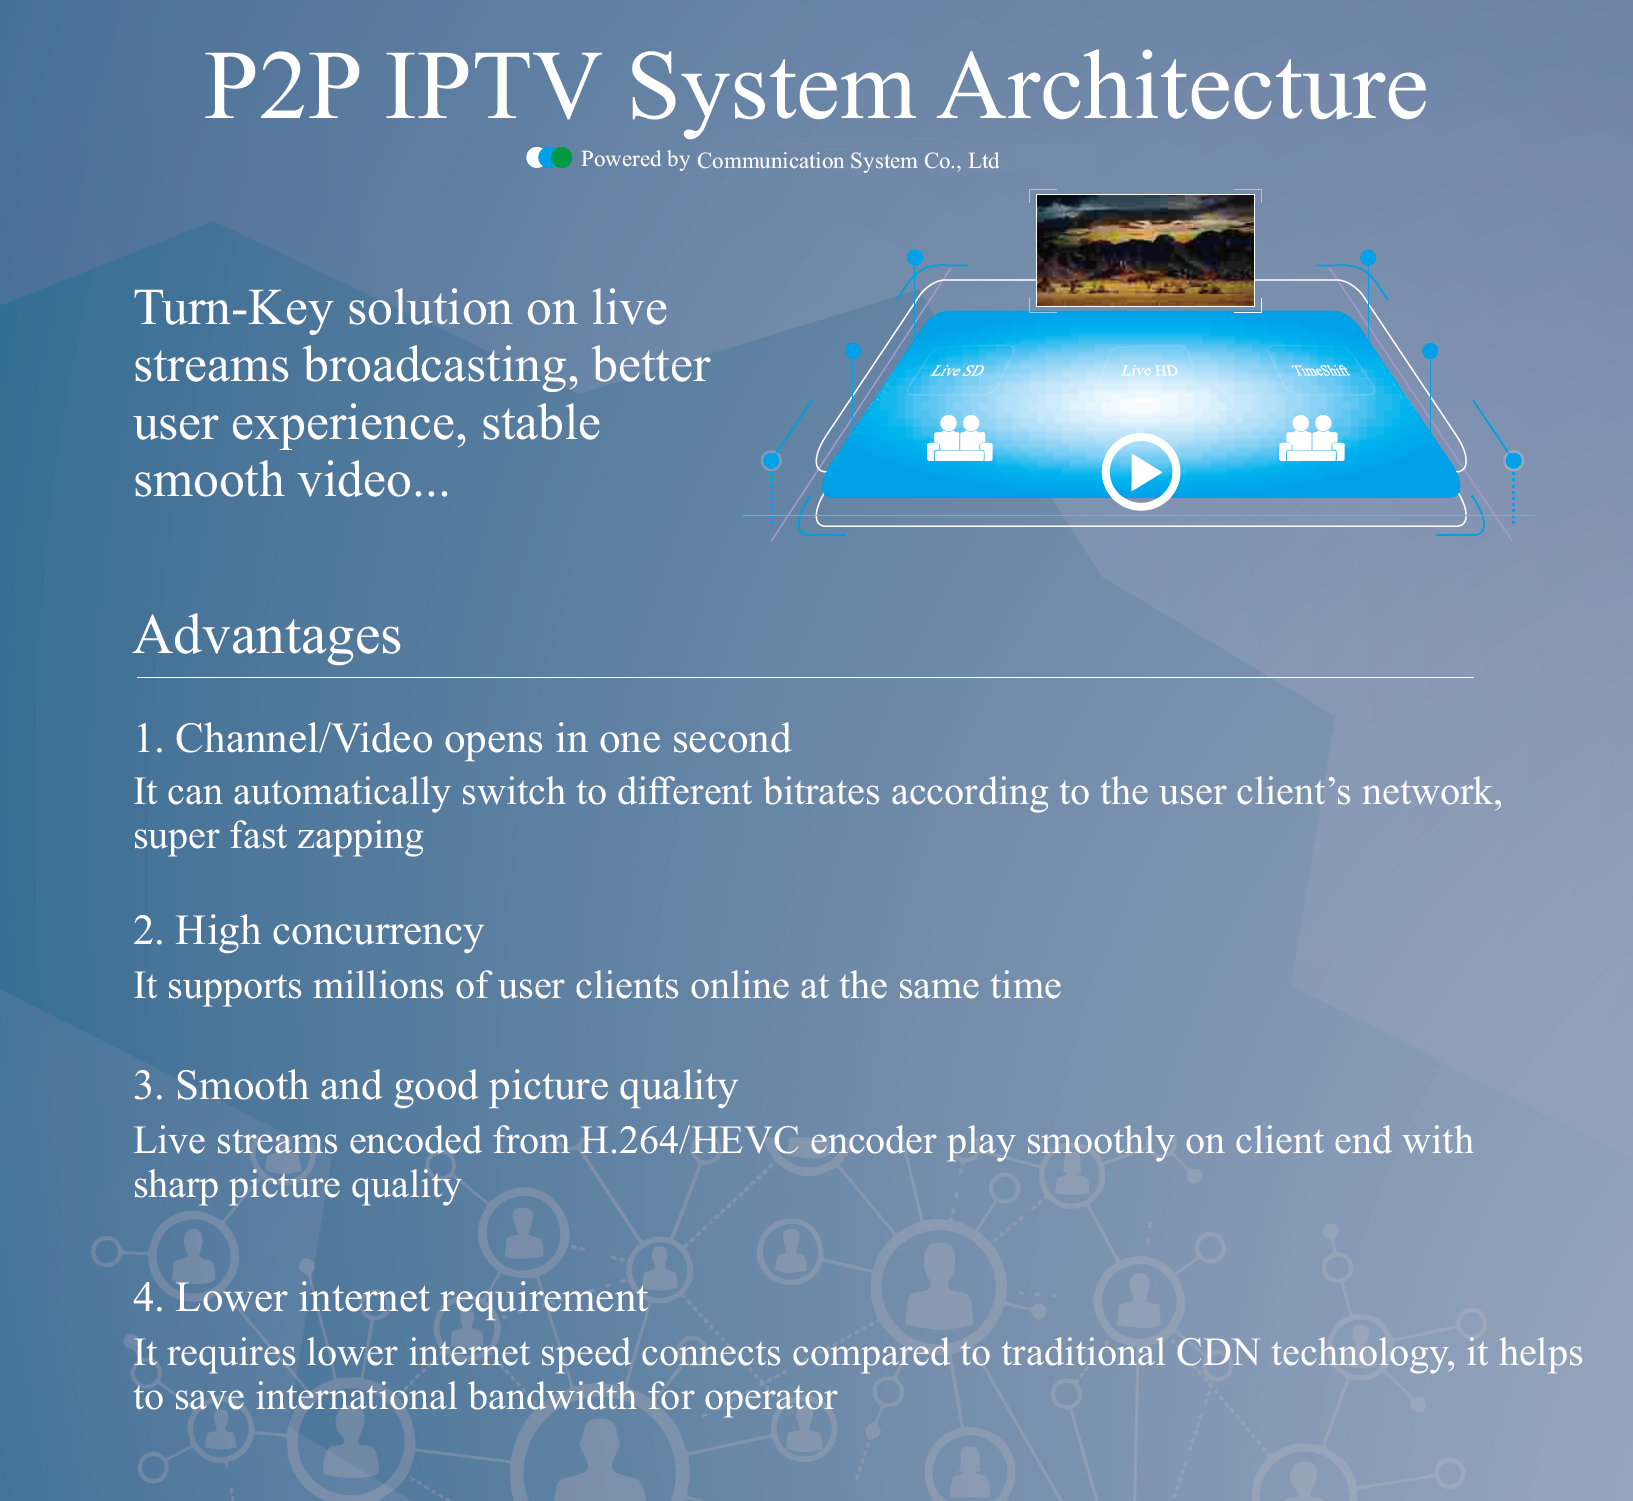 P2P IPTV System Architecture
Powered by Communication System Co., Ltd
Turn-Key solution on live
streams broadcasting, better
user experience, stable
smooth video...
Live SD
Live HD
TimeShift
Advantages
1. Channel/Video opens in one second
It can automatically switch to different bitrates according to the user client’s network,
super fast zapping
2. High concurrency
It supports millions of user clients online at the same time
3. Smooth and good picture quality
Live streams encoded from H.264/HEVC encoder play smoothly on client end with
sharp picture quality
4. Lower internet requirement
It requires lower internet speed connects compared to traditional CDN technology, it helps
to save international bandwidth for operator